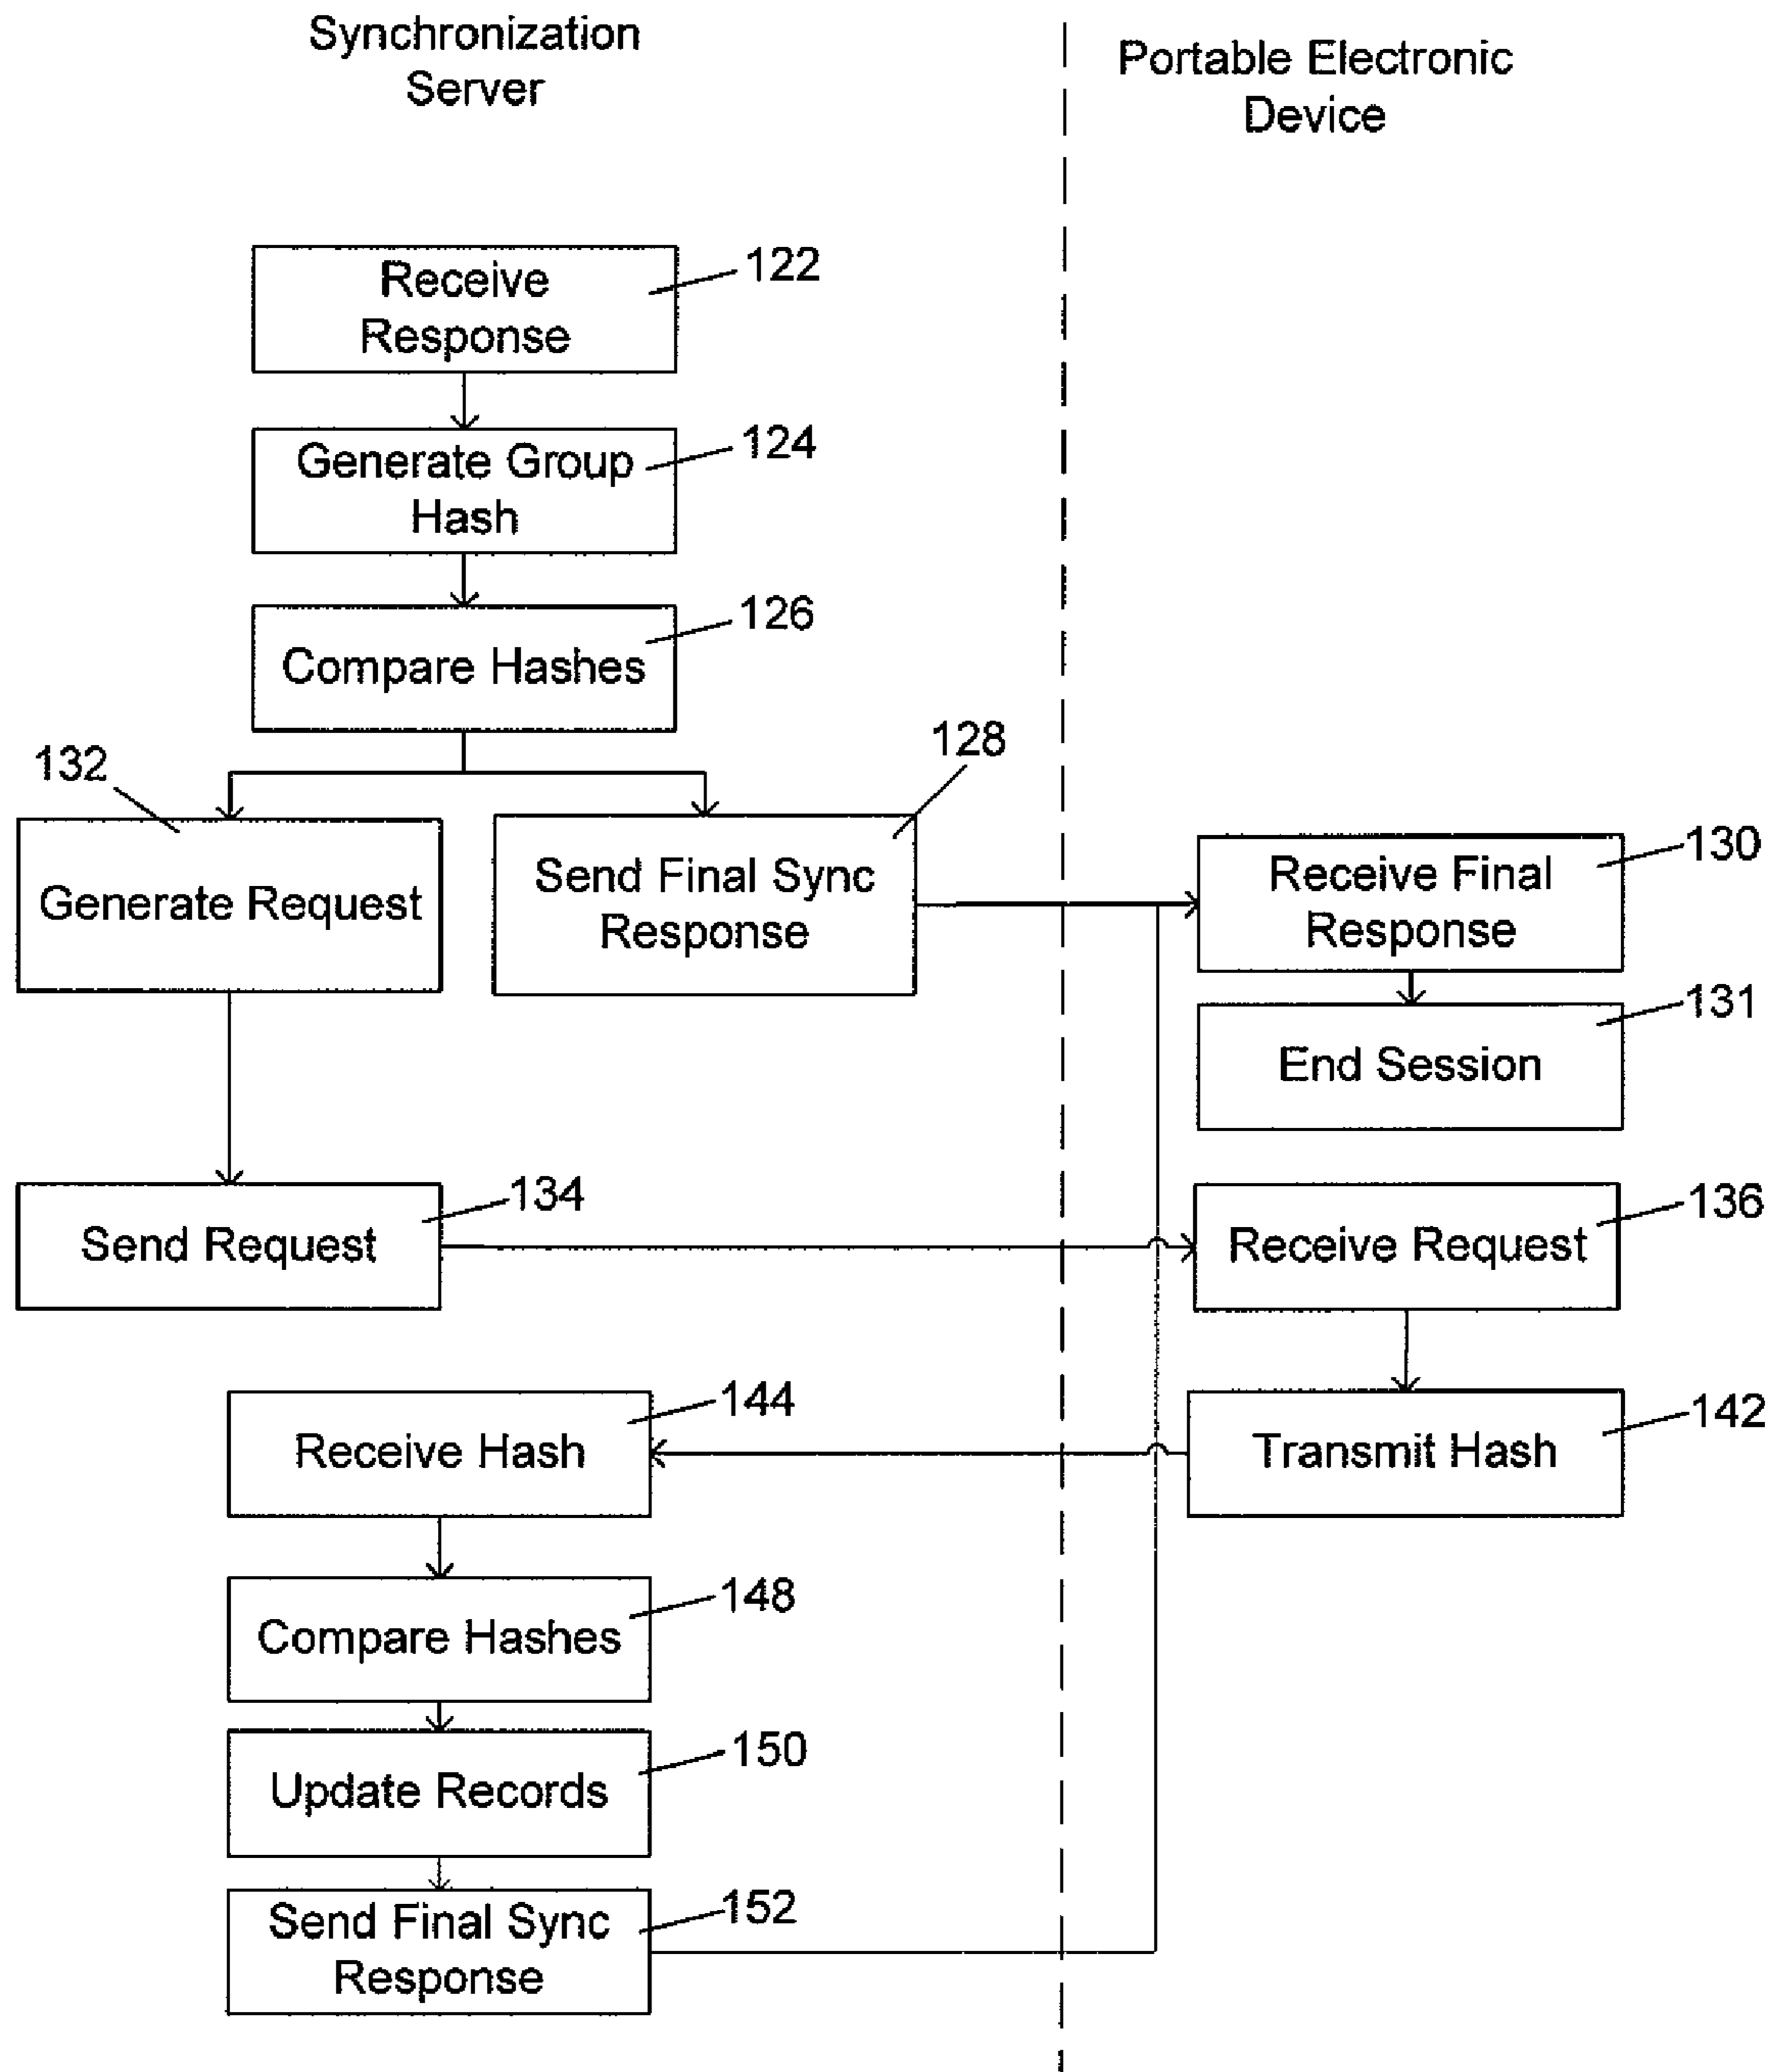 Synchronization
Server
Portable Electronic
Device
Receive
Response
122
Generate Group
Hash
124
Compare Hashes
126
132
Generate Request
128
Send Final Sync
Response
130
Receive Final
Response
131
End Session
134
Send Request
136
Receive Request
144
Receive Hash
142
Transmit Hash
148
Compare Hashes
150
Update Records
152
Send Final Sync
Response